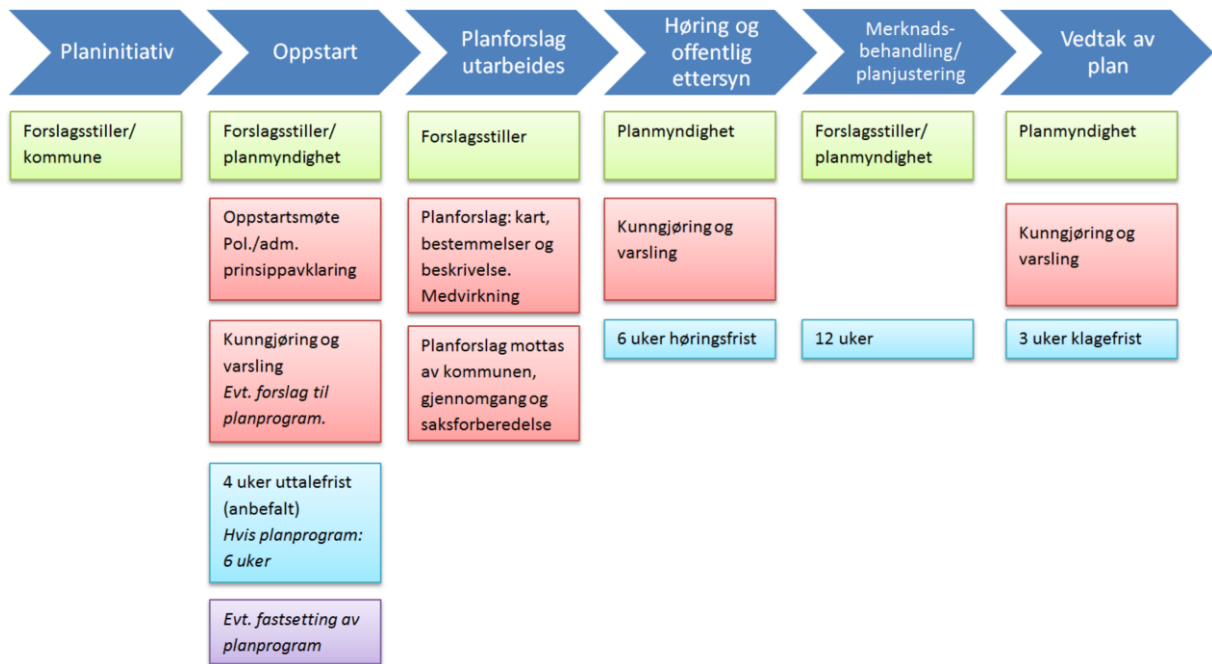 Planinitiativ
Oppstart
Planforslag
utarbeides
Høring og
offentlig
ettersyn
Merknads-
behandling/
planjustering
Vedtak av
plan
Forslagsstiller/
kommune
Forslagsstiller/
planmyndighet
Forslagsstiller
Planmyndighet
Forslagsstiller/
planmyndighet
Planmyndighet
Oppstartsmøte
Pol./adm.
prinsippavklaring
Planforslag: kart,
bestemmelser og
beskrivelse.
Medvirkning
Kunngjøring og
varsling
Kunngjøring og
varsling
Kunngjøring og
varsling
Evt. forslag til
planprogram.
Planforslag mottas
av kommunen,
gjennomgang og
saksforberedelse
6 uker høringsfrist
12 uker
3 uker klagefrist
4 uker uttalefrist
(anbefalt)
Hvis planprogram:
6 uker
Evt. fastsetting av
planprogram